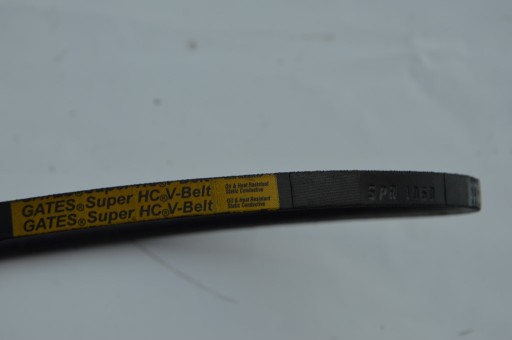 GATES® Super HC® V-Belt
Oil & Heat Resistant
Static Conductive
GATES® Super HC® V-Belt
Oil & Heat Resistant
Static Conductive